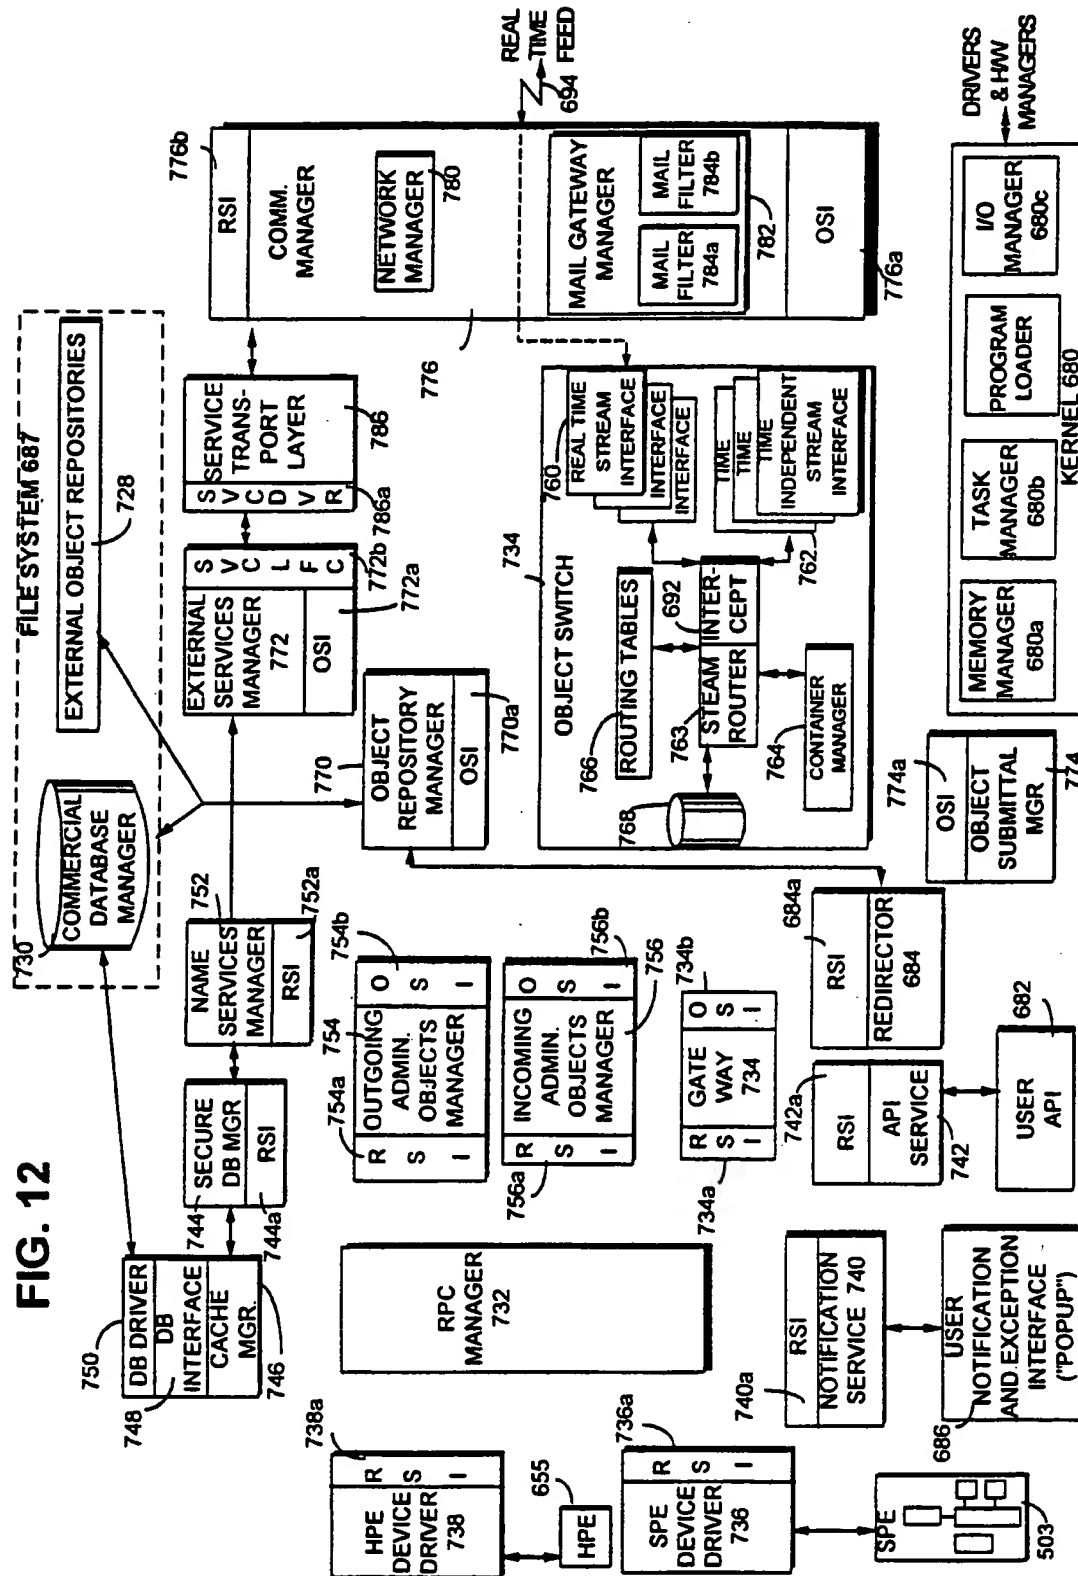 FIG. 12
FILE SYSTEM 687
EXTERNAL OBJECT REPOSITORIES
728
COMMERCIAL
DATABASE
MANAGER
730
750
DB DRIVER
DB
INTERFACE
CACHE
MGR.
748
746
744
SECURE
DB MGR
RSI
744a
NAME
SERVICES
MANAGER
752
RSI
752a
EXTERNAL
SERVICES
MANAGER
772
OSI
772a
S
V
C
L
F
C
772b
S
V
C
D
V
R
786a
SERVICE
TRANS-
PORT
LAYER
786
RSI
776b
COMM.
MANAGER
NETWORK
MANAGER
780
776
MAIL GATEWAY
MANAGER
MAIL
FILTER
784a
MAIL
FILTER
784b
782
OSI
776a
REAL
TIME
FEED
694
738a
HPE
DEVICE
DRIVER
738
R
S
I
655
HPE
736a
SPE
DEVICE
DRIVER
736
R
S
I
SPE
503
RPC
MANAGER
732
754a
754
754b
R
S
I
OUTGOING
ADMIN.
OBJECTS
MANAGER
O
S
I
756a
R
S
I
INCOMING
ADMIN.
OBJECTS
MANAGER
O
S
I
756b
756
734a
R
S
I
GATE
WAY
734
O
S
I
734b
770
OBJECT
REPOSITORY
MANAGER
OSI
770a
734
OBJECT SWITCH
766
ROUTING TABLES
760
REAL TIME
STREAM
INTERFACE
INTERFACE
INTERFACE
768
763
STEAM
ROUTER
692
INTER-
CEPT
764
CONTAINER
MANAGER
762
TIME
TIME
TIME
INDEPENDENT
STREAM
INTERFACE
740a
RSI
NOTIFICATION
SERVICE 740
686
USER
NOTIFICATION
AND EXCEPTION
INTERFACE
("POPUP")
742a
RSI
API
SERVICE
742
682
USER
API
684a
RSI
REDIRECTOR
684
774a
OSI
OBJECT
SUBMITTAL
MGR
774
MEMORY
MANAGER
680a
TASK
MANAGER
680b
PROGRAM
LOADER
I/O
MANAGER
680c
KERNEL 680
DRIVERS
& H/W
MANAGERS